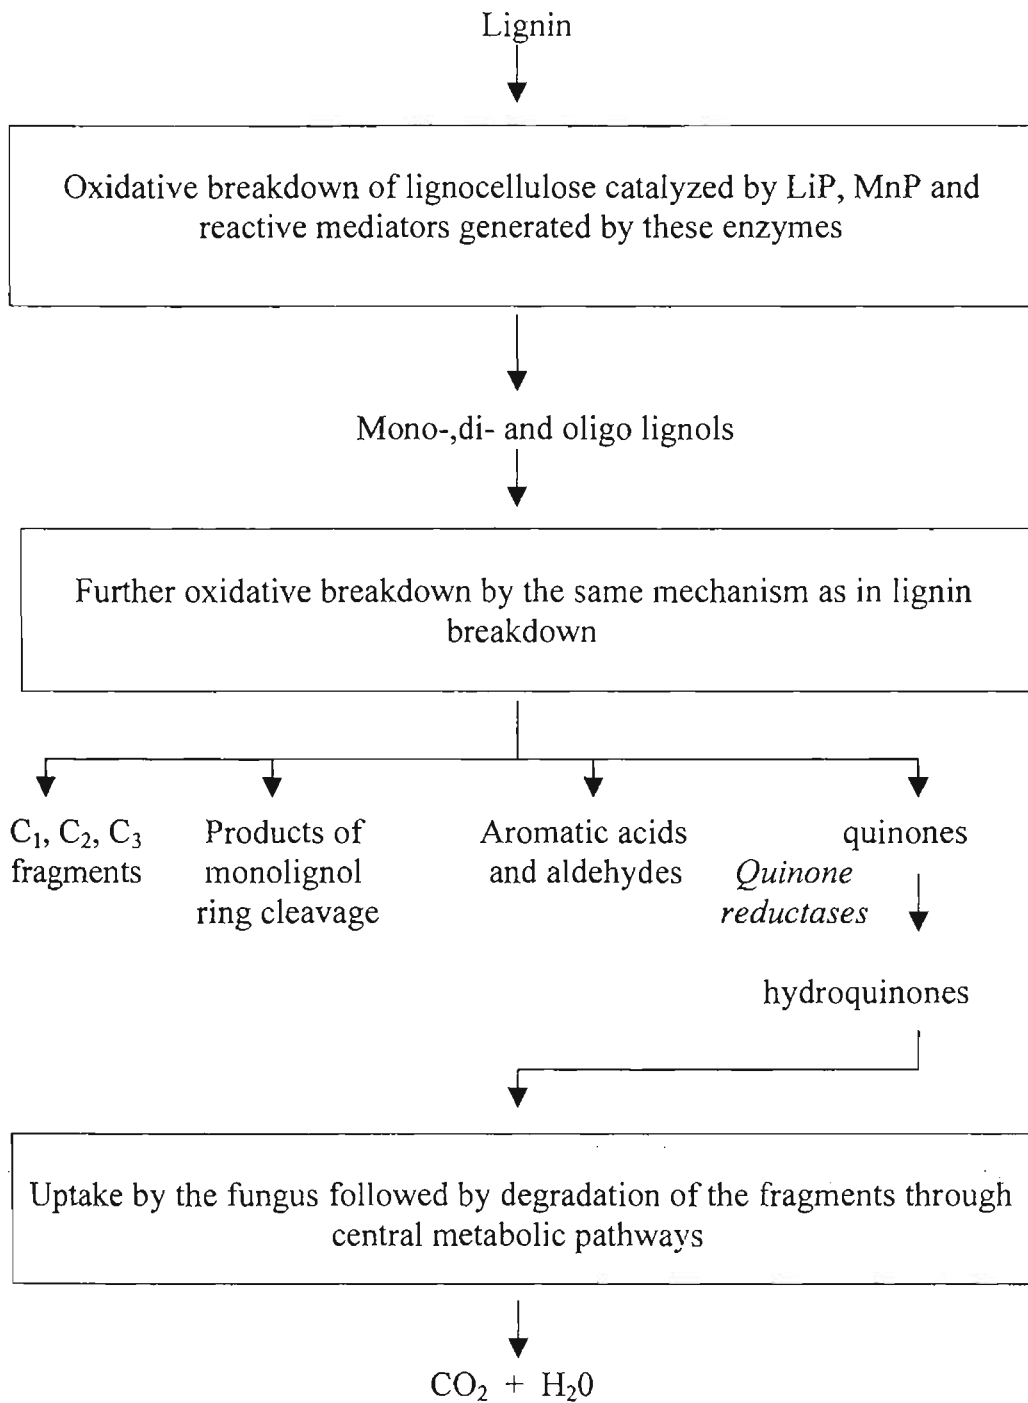 Lignin
Oxidative breakdown of lignocellulose catalyzed by LiP, MnP and
reactive mediators generated by these enzymes
Mono-,di- and oligo lignols
Further oxidative breakdown by the same mechanism as in lignin
breakdown
C₁, C₂, C₃
fragments
Products of
monolignol
ring cleavage
Aromatic acids
and aldehydes
quinones
Quinone
reductases
hydroquinones
Uptake by the fungus followed by degradation of the fragments through
central metabolic pathways
CO₂ + H₂0